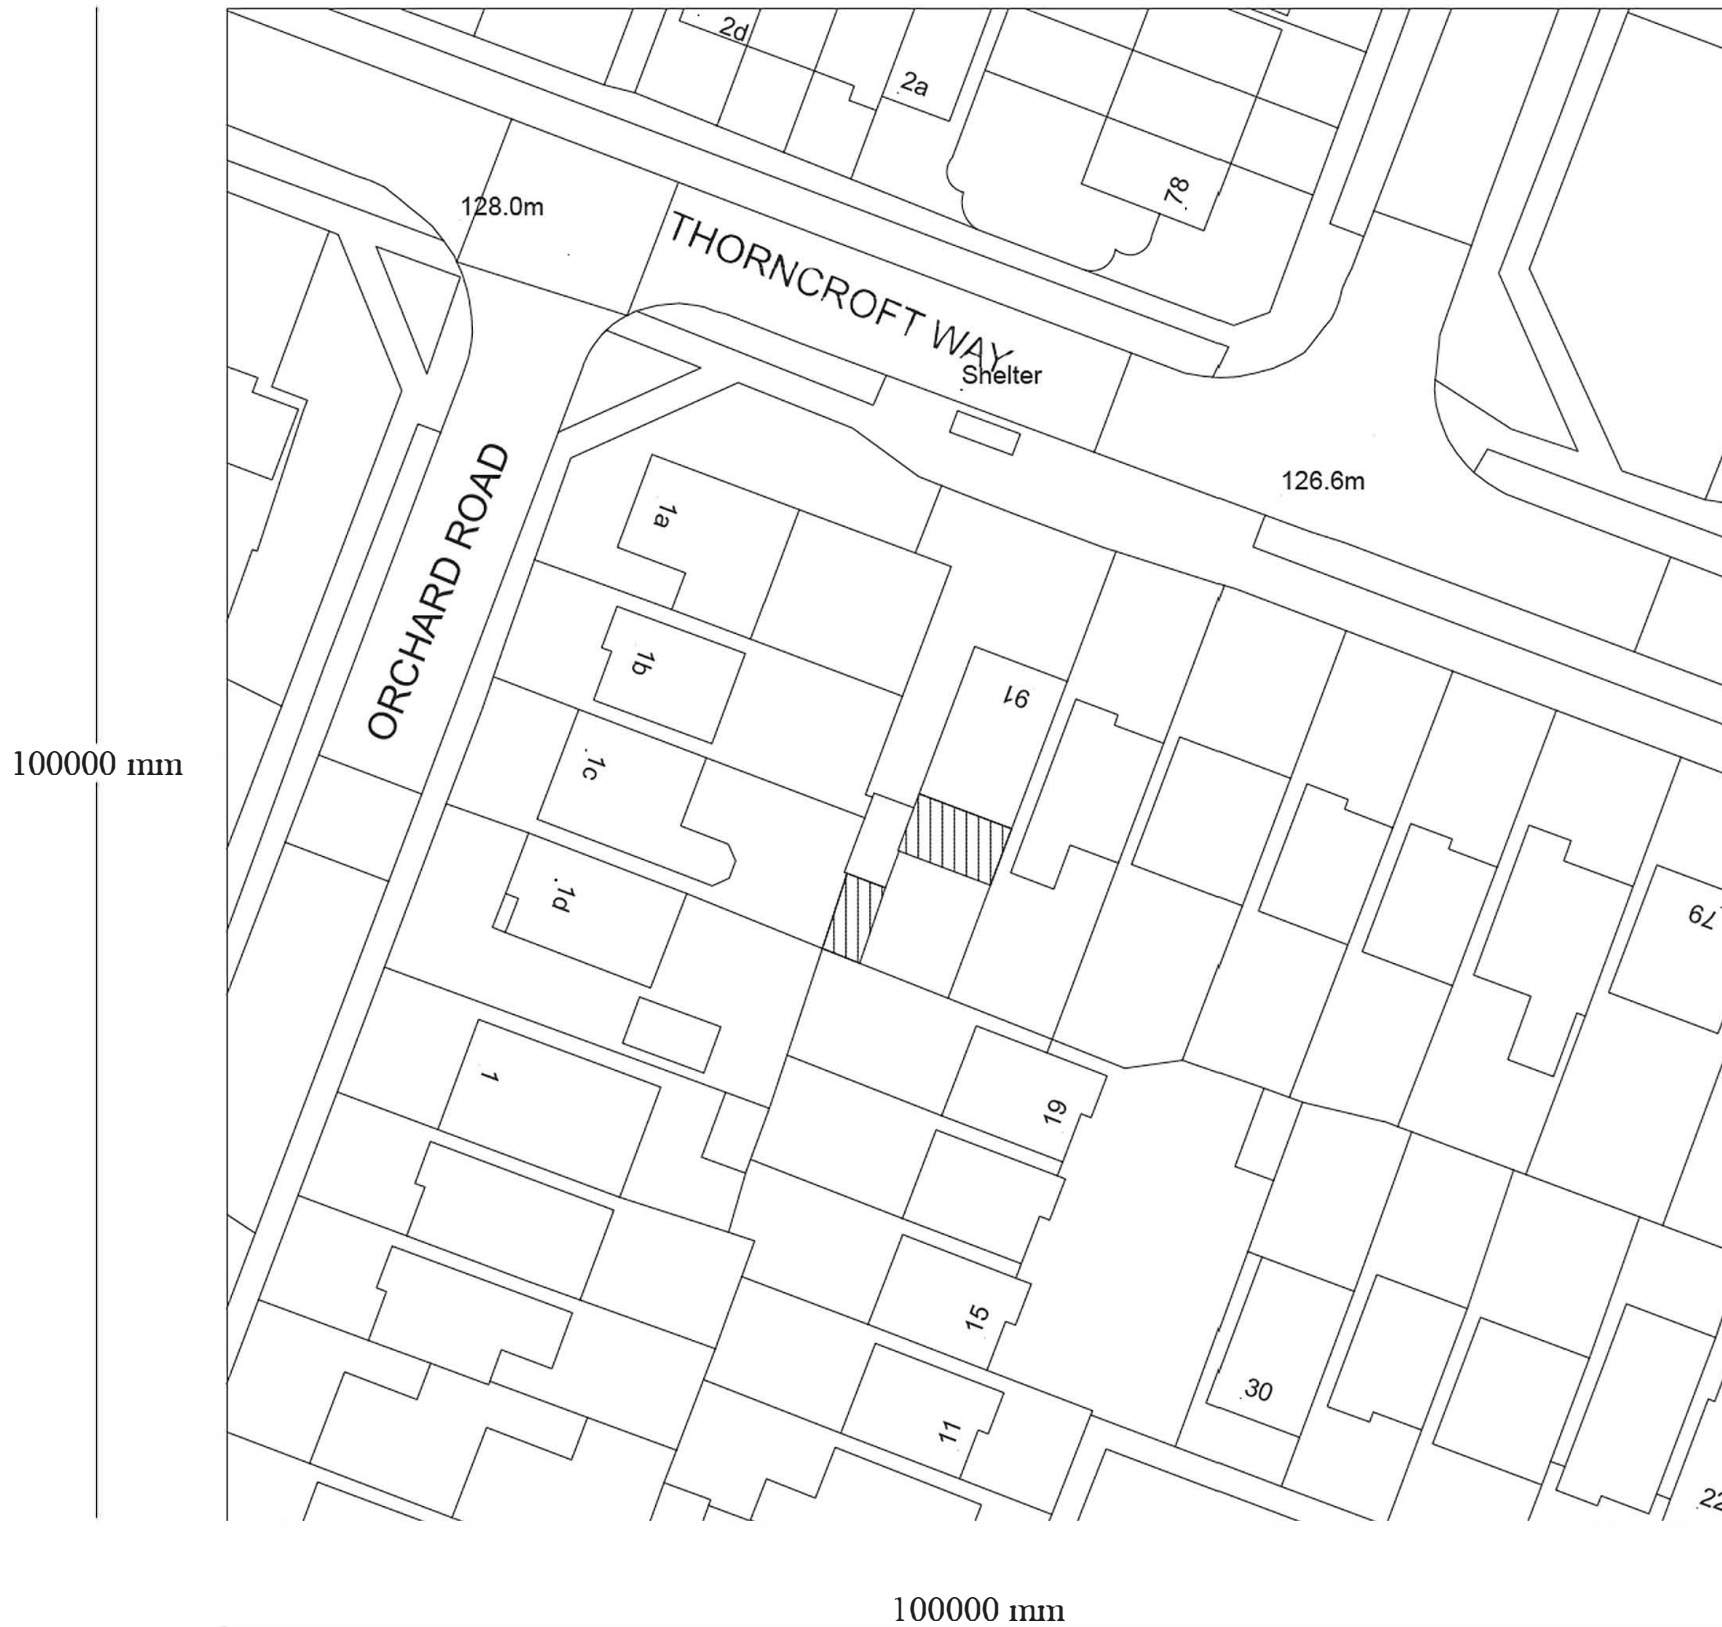 2d
2a
78
128.0m
THORNCROFT WAY
Shelter
126.6m
ORCHARD ROAD
1a
1b
91
1c
100000 mm
1d
79
1
19
15
30
11
22
100000 mm